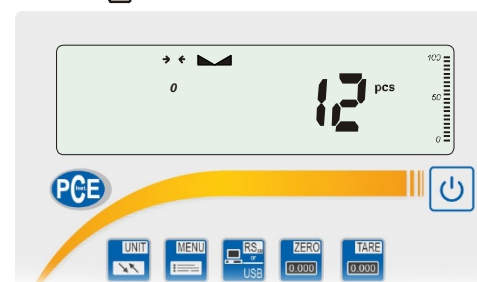 100
0
12 pcs
50
0
PCE
UNIT MENU RS232 ZERO TARE
or
0.000 0.000
USB